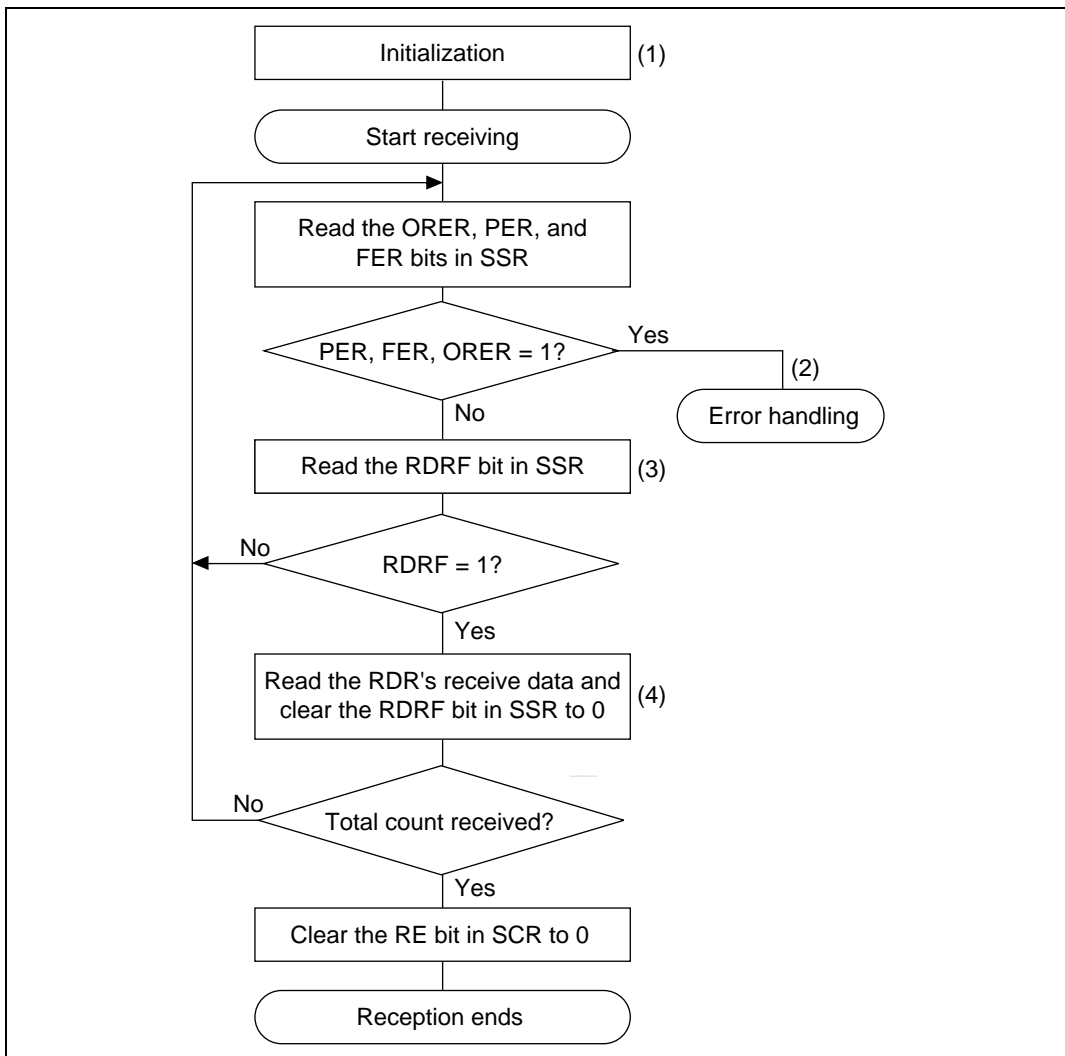 Initialization
(1)
Start receiving
Read the ORER, PER, and
FER bits in SSR
PER, FER, ORER = 1?
Yes
(2)
Error handling
No
Read the RDRF bit in SSR
(3)
No
RDRF = 1?
Yes
Read the RDR's receive data and
clear the RDRF bit in SSR to 0
(4)
No
Total count received?
Yes
Clear the RE bit in SCR to 0
Reception ends